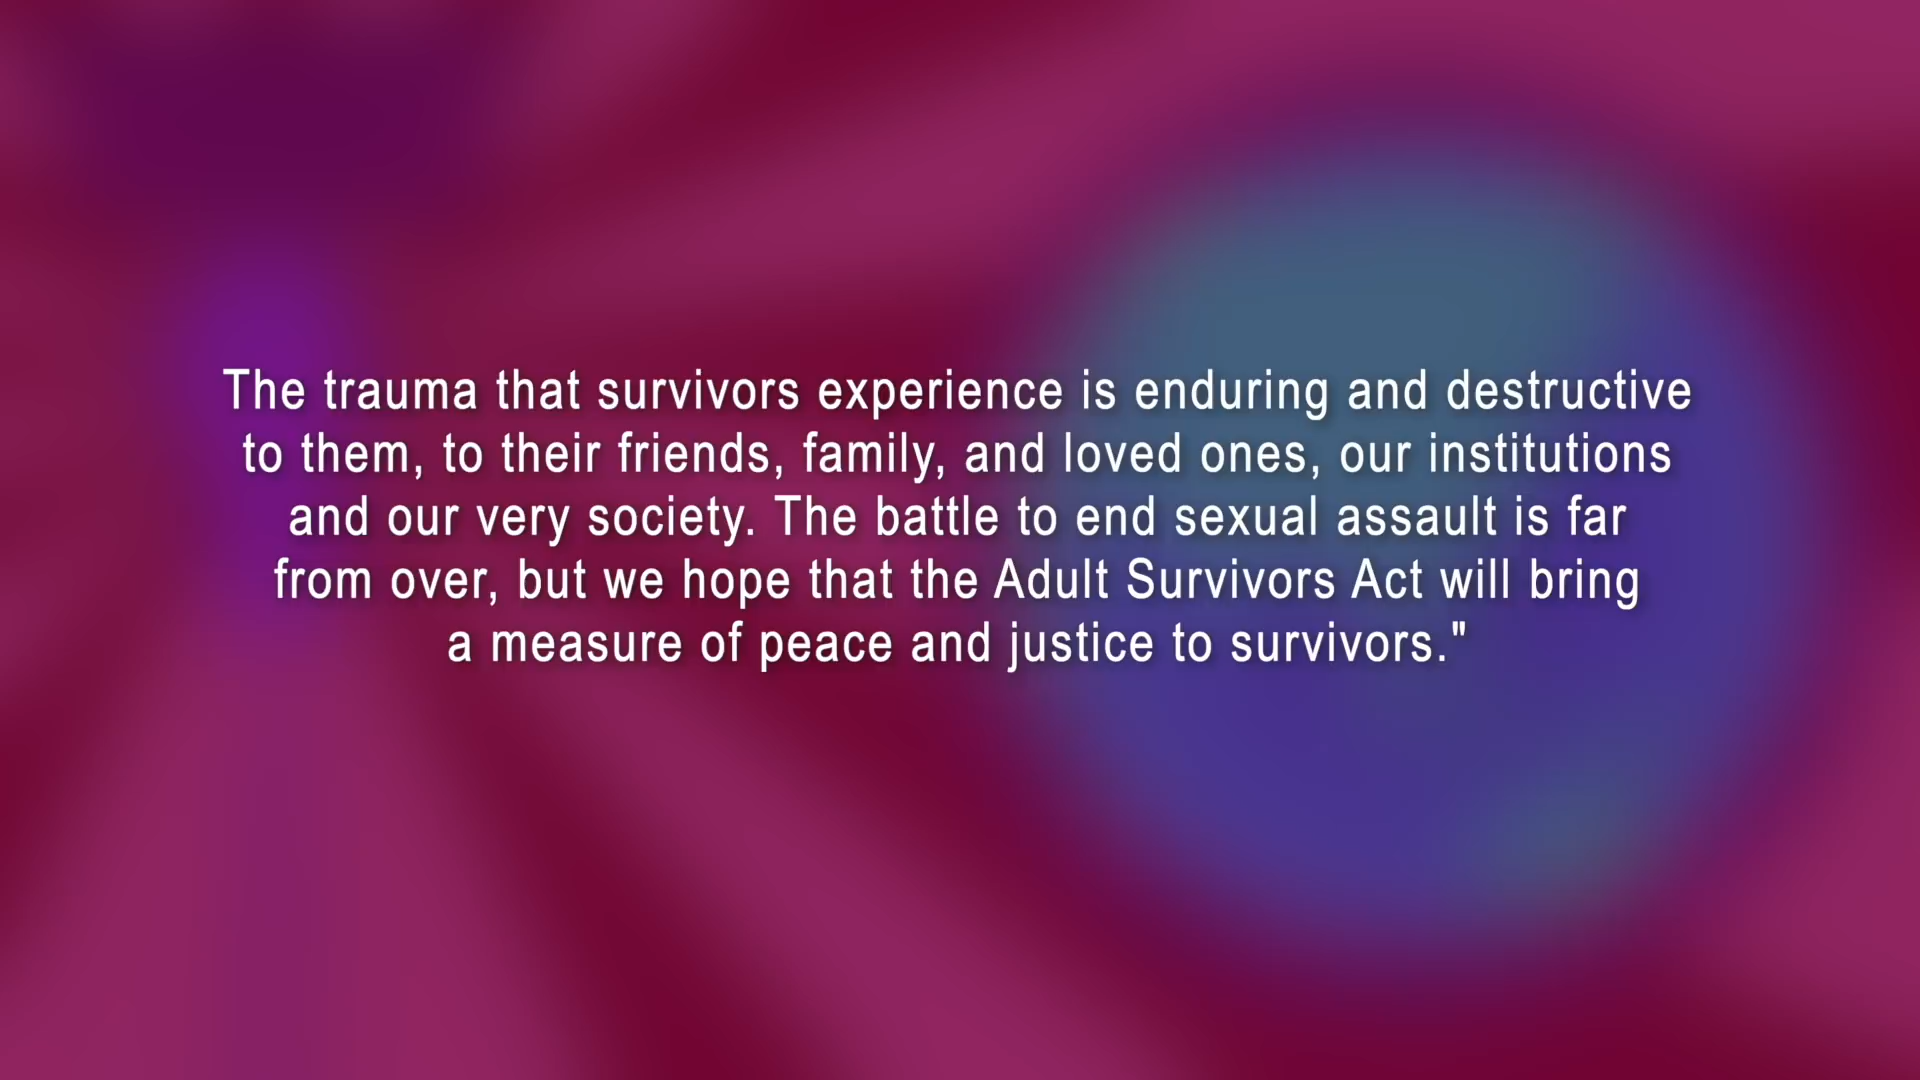 The trauma that survivors experience is enduring and destructive
to them, to their friends, family, and loved ones, our institutions
and our very society. The battle to end sexual assault is far
from over, but we hope that the Adult Survivors Act will bring
a measure of peace and justice to survivors."